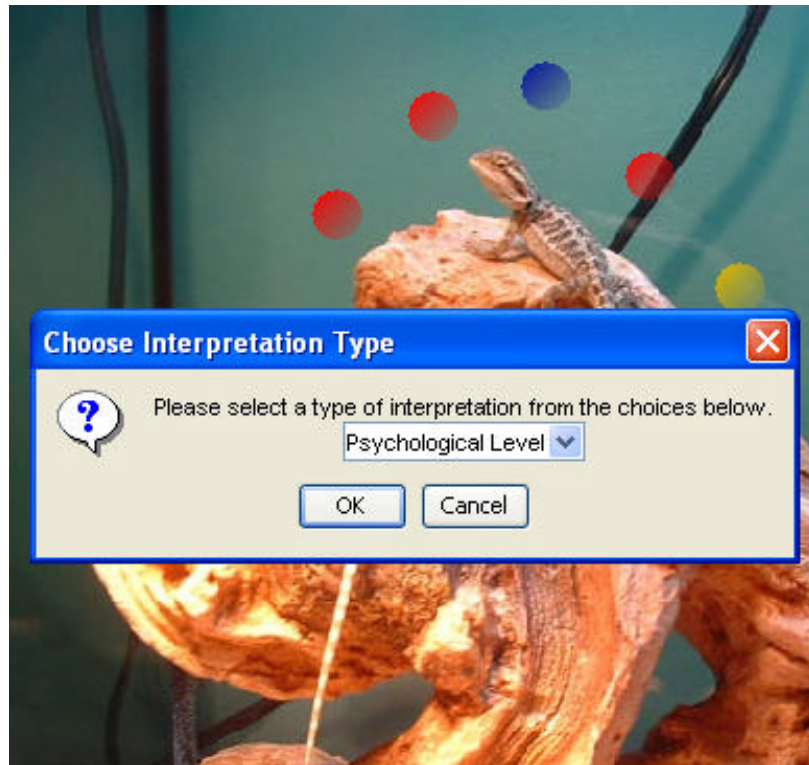 Choose Interpretation Type
?
Please select a type of interpretation from the choices below.
Psychological Level
OK
Cancel